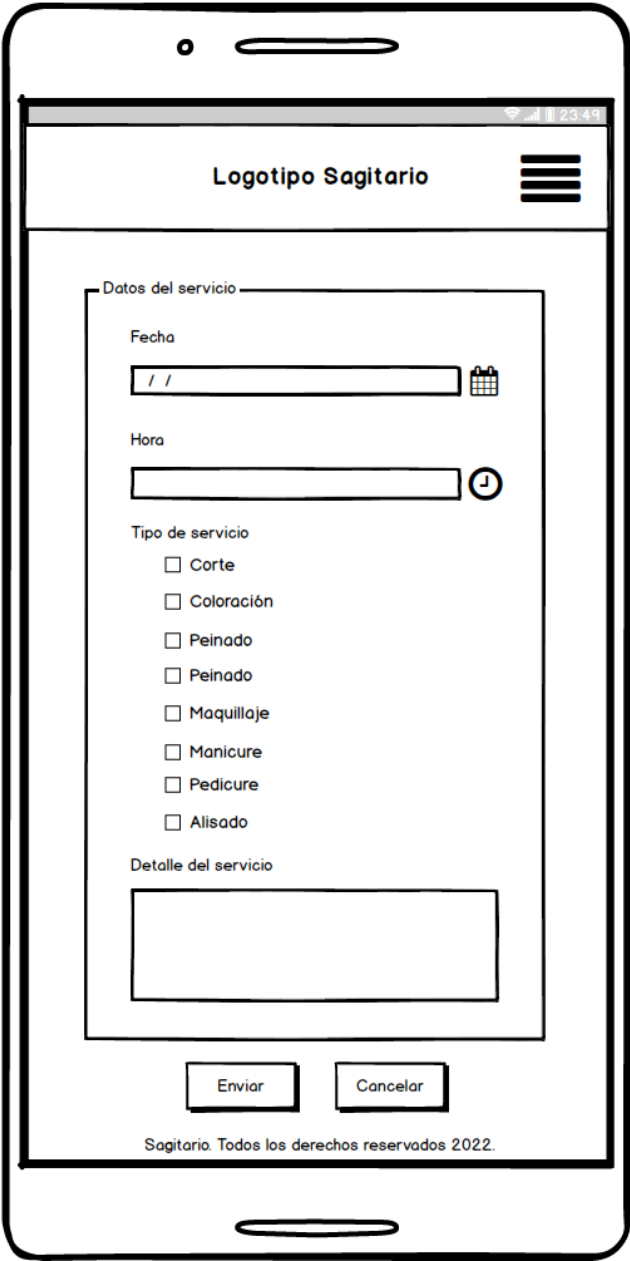 23:49
Logotipo Sagitario
Datos del servicio
Fecha
/ /
Hora
Tipo de servicio
Corte
Coloración
Peinado
Peinado
Maquillaje
Manicure
Pedicure
Alisado
Detalle del servicio
Enviar Cancelar
Sagitario. Todos los derechos reservados 2022.